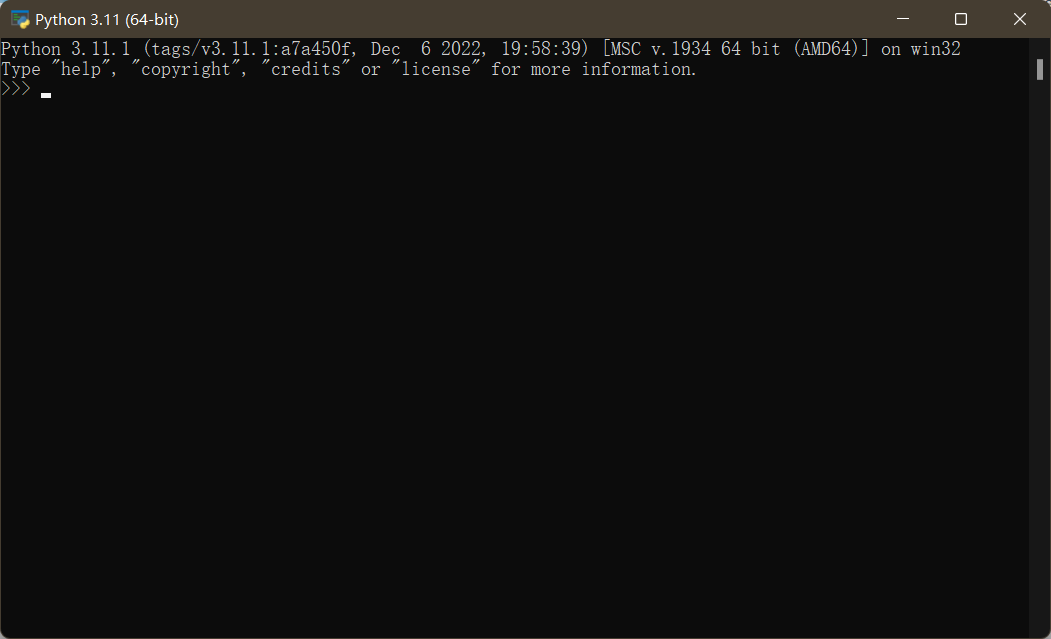 Python 3.11 (64-bit)
Python 3.11.1 (tags/v3.11.1:a7a450f, Dec  6 2022, 19:58:39) [MSC v.1934 64 bit (AMD64)] on win32
Type "help", "copyright", "credits" or "license" for more information.
>>>